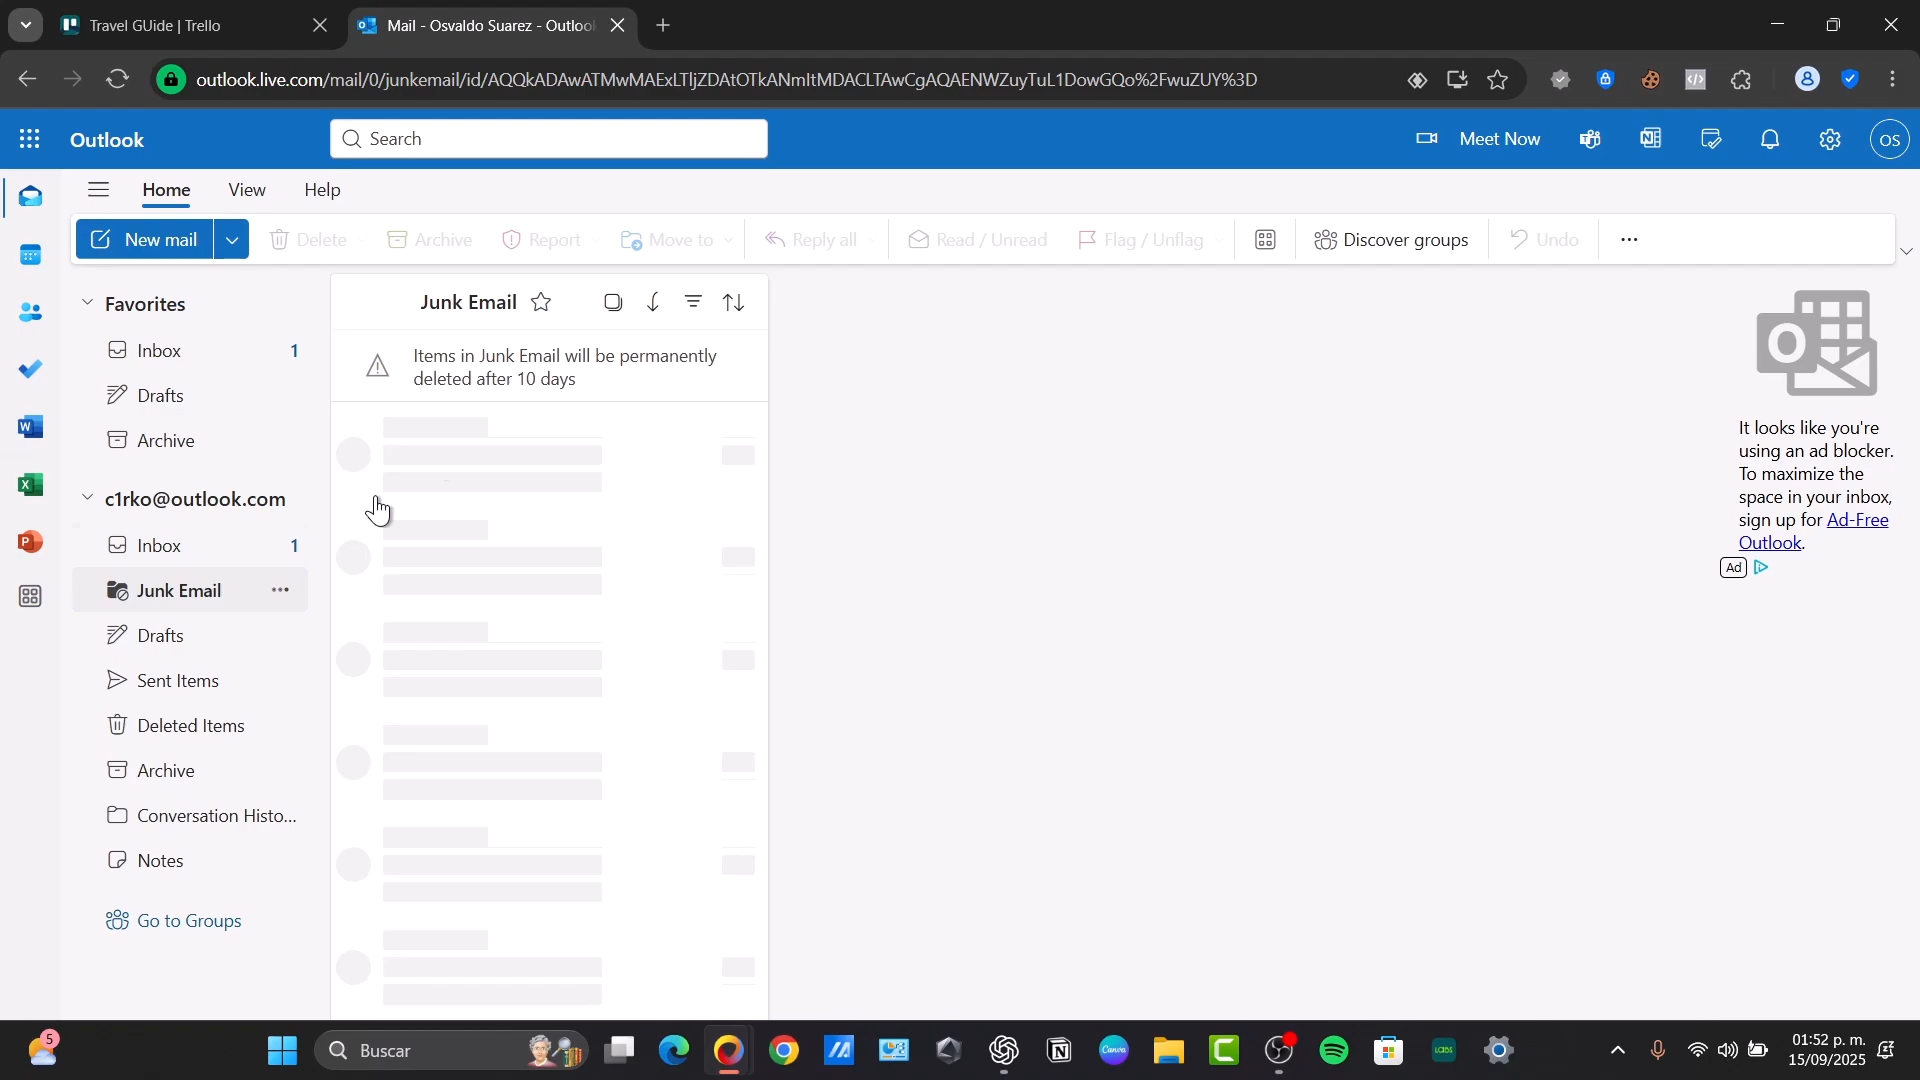 Travel GUide | Trello
Mail - Osvaldo Suarez - Outloo
outlook.live.com/mail/0/junkemail/id/AQQkADAwATMwMAExLTljZDAtOTkANmItMDACLTAwCgAQAENWZuyTuL1DowGQo%2FwuZUY%3D
Outlook
Search
Meet Now
OS
Home
View
Help
New mail
Delete
Archive
Report
Move to
Reply all
Read / Unread
Flag / Unflag
Discover groups
Undo
Favorites
Inbox 1
Drafts
Archive
c1rko@outlook.com
Inbox 1
Junk Email
Drafts
Sent Items
Deleted Items
Archive
Conversation Histo...
Notes
Go to Groups
Junk Email
Items in Junk Email will be permanently
deleted after 10 days
It looks like you're
using an ad blocker.
To maximize the
space in your inbox,
sign up for Ad-Free
Outlook.
Ad
5
Buscar
Canva
LABS
01:52 p. m.
15/09/2025